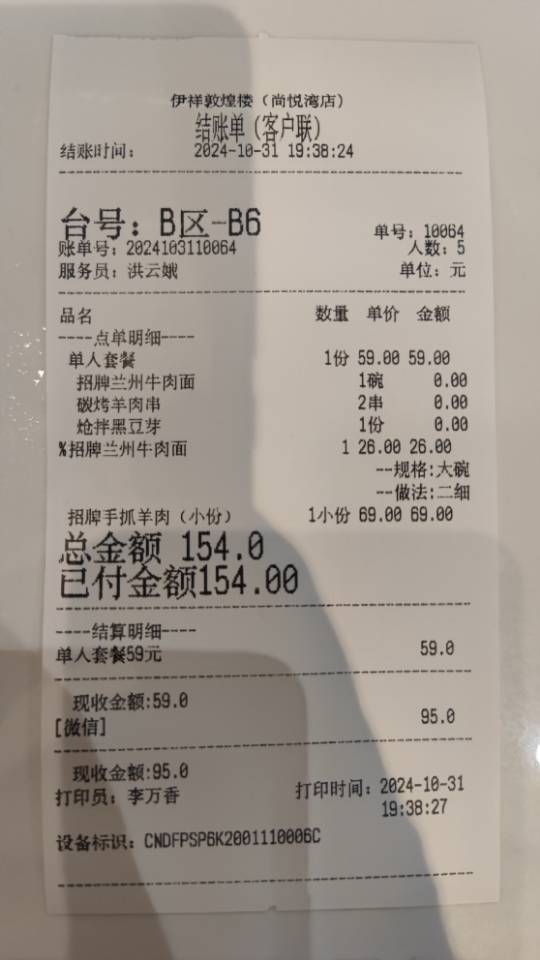 伊祥敦煌楼（尚悦湾店）
结账单（客户联）
结账时间： 2024-10-31 19:38:24
台号：B区-B6
单号：10064
账单号：2024103110064 人数：5
服务员：洪云娥 单位：元
品名 数量 单价 金额
----点单明细----
单人套餐 1份 59.00 59.00
招牌兰州牛肉面 1碗 0.00
碳烤羊肉串 2串 0.00
炝拌黑豆芽 1份 0.00
%招牌兰州牛肉面 1 26.00 26.00
--规格:大碗
--做法:二细
招牌手抓羊肉（小份） 1小份 69.00 69.00
总金额 154.0
已付金额154.00
----结算明细----
单人套餐59元 59.0
现收金额:59.0
[微信] 95.0
现收金额:95.0
打印员：李万香 打印时间：2024-10-31
19:38:27
设备标识：CNDFPSP6K2001110006C